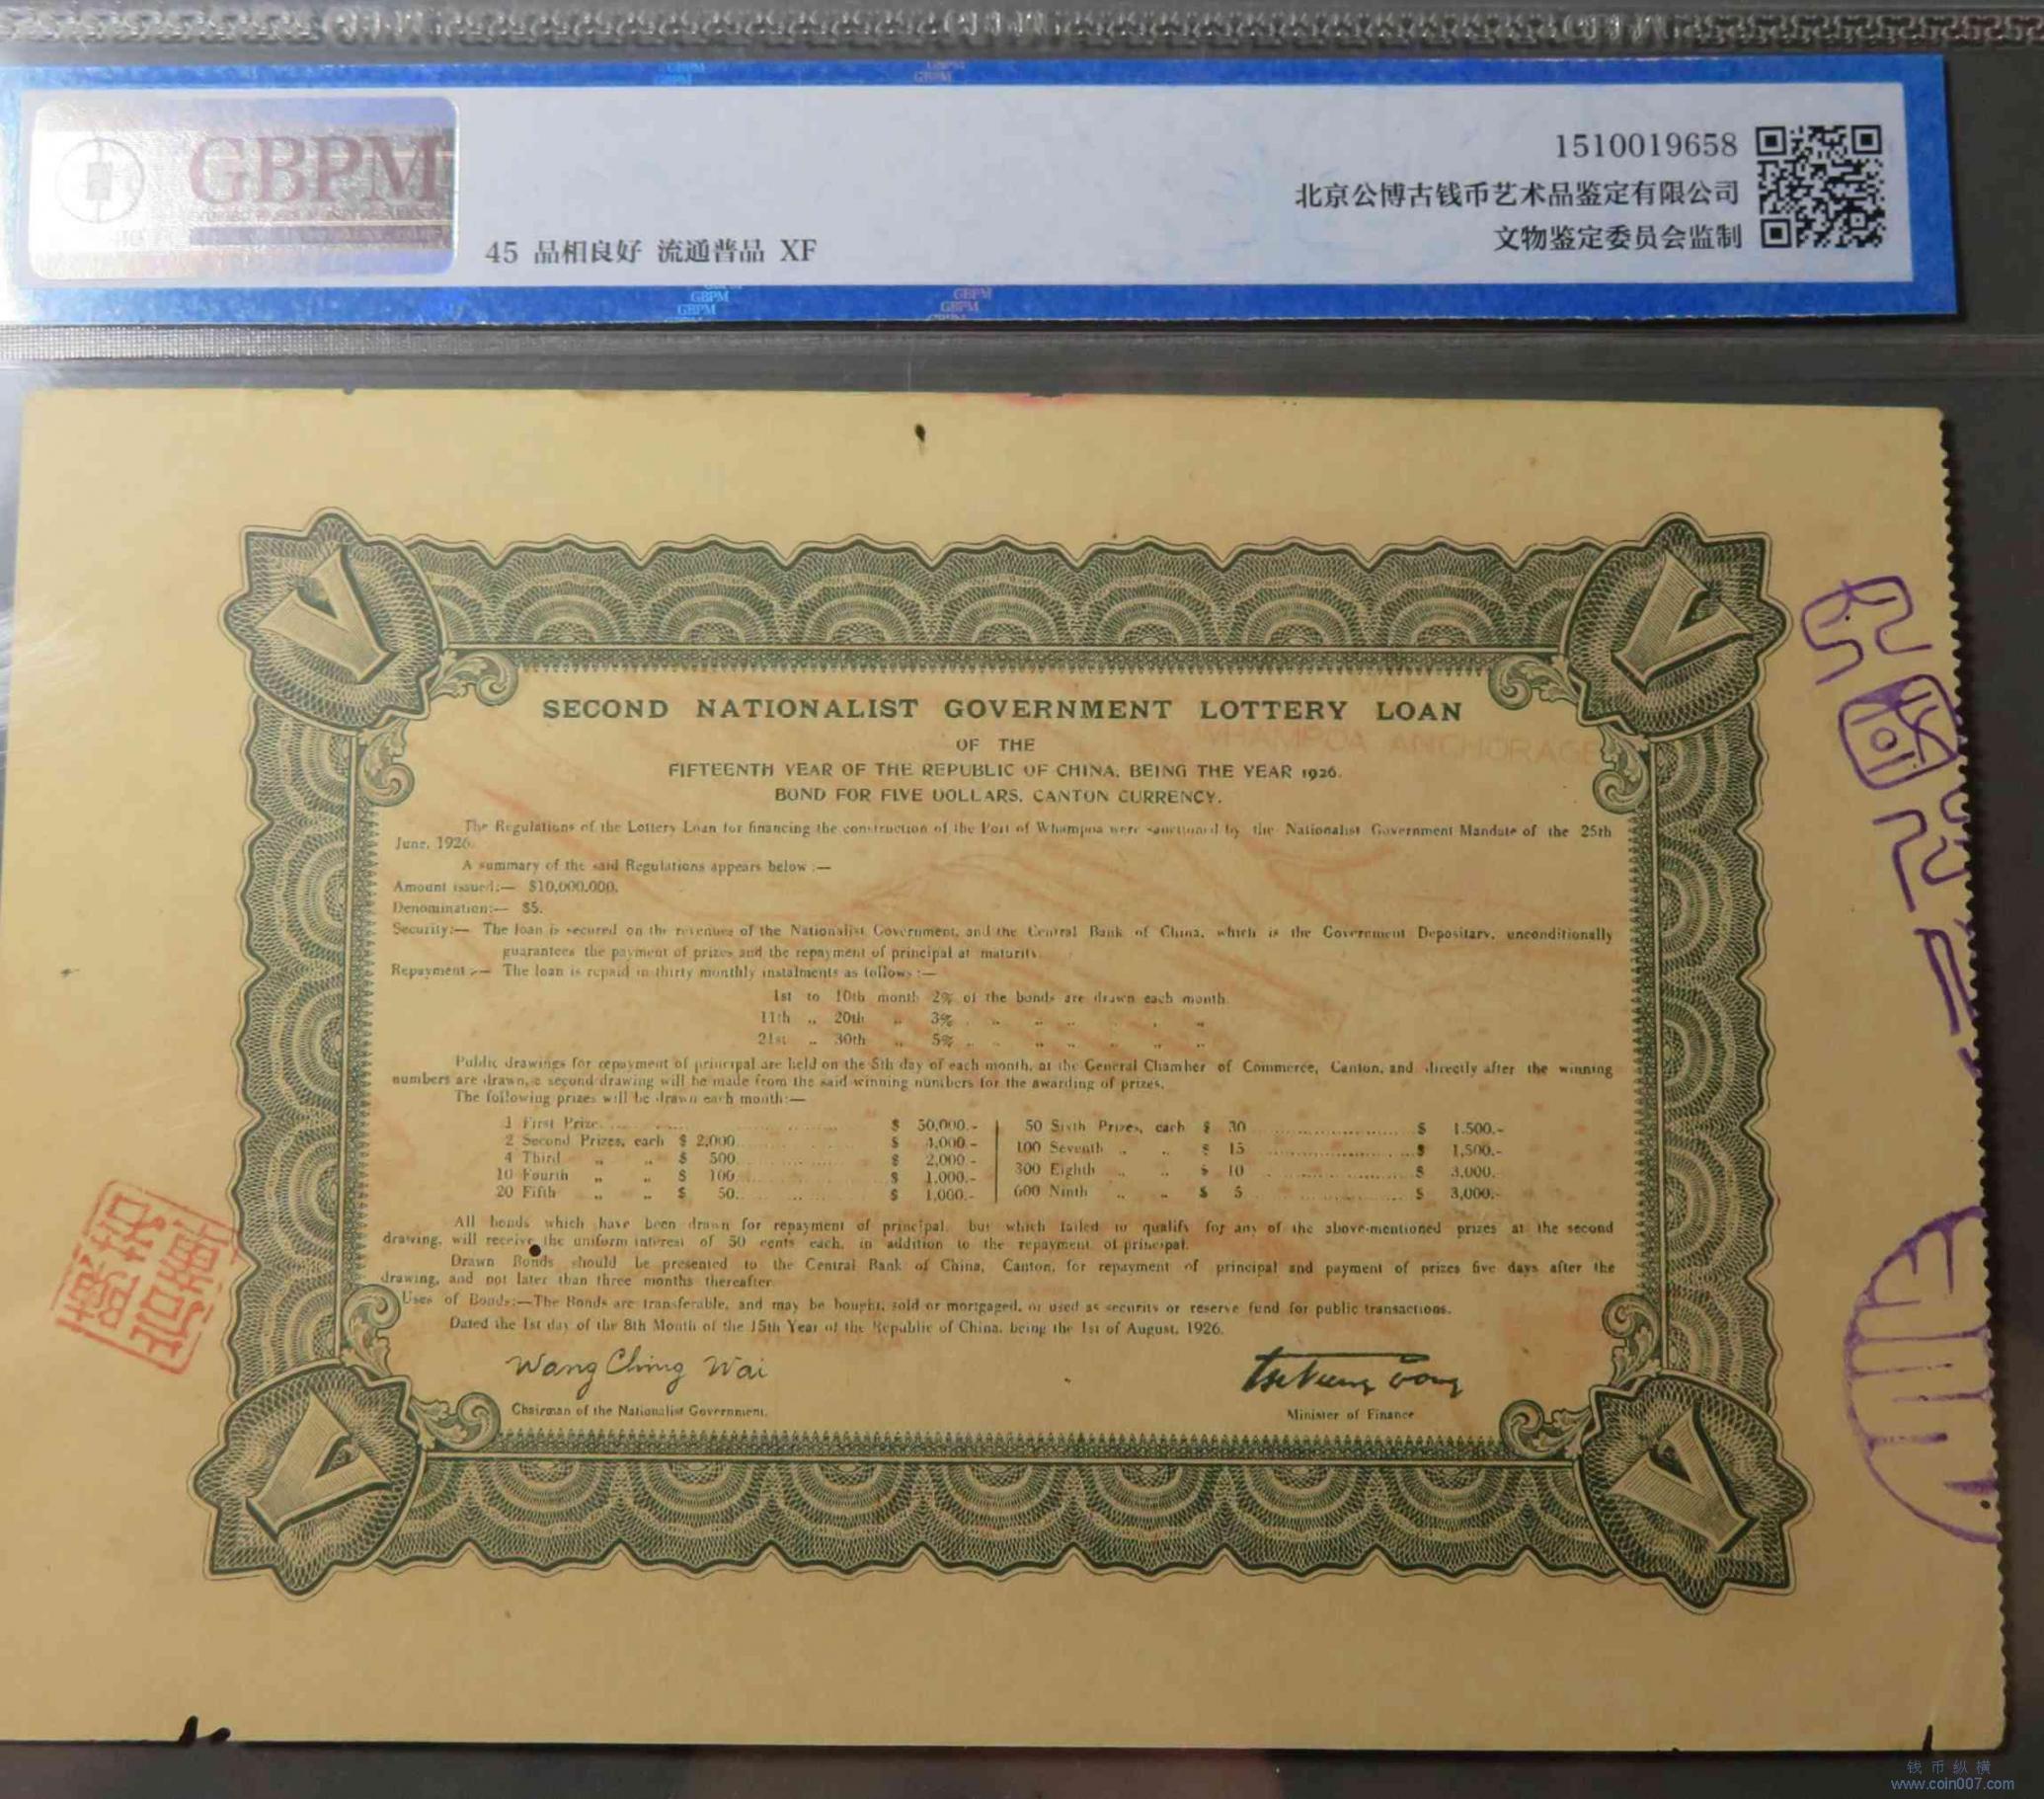 GBPM
1510019658
北京公博古钱币艺术品鉴定有限公司
文物鉴定委员会监制
45 品相良好 流通普品 XF
GBPM
GBPM
GBPM
GBPM
V
V
SECOND NATIONALIST GOVERNMENT LOTTERY LOAN
WHAMPOA ANCHORAGE
OF THE
FIFTEENTH YEAR OF THE REPUBLIC OF CHINA, BEING THE YEAR 1926.
BOND FOR FIVE DOLLARS, CANTON CURRENCY.
The Regulations of the Lottery Loan for financing the construction of the Port of Whampoa were sanctioned by the Nationalist Government Mandate of the 25th
June, 1926.
A summary of the said Regulations appears below :—
Amount issued:— $10,000,000.
Denomination:— $5.
Security:— The loan is secured on the revenues of the Nationalist Government, and the Central Bank of China, which is the Government Depositary, unconditionally
guarantees the payment of prizes and the repayment of principal at maturity.
Repayment :— The loan is repaid in thirty monthly instalments as follows :—
1st to 10th month 2% of the bonds are drawn each month.
11th „ 20th „ 3% „ „ „ „ „ „
21st „ 30th „ 5% „ „ „ „ „ „
Public drawings for repayment of principal are held on the 5th day of each month, at the General Chamber of Commerce, Canton, and directly after the winning
numbers are drawn, a second drawing will be made from the said winning numbers for the awarding of prizes.
The following prizes will be drawn each month:—
1 First Prize $ 50,000.- 50 Sixth Prizes, each $ 30 $ 1,500.-
2 Second Prizes, each $ 2,000 $ 4,000.- 100 Seventh „ „ $ 15 $ 1,500.-
4 Third „ „ $ 500 $ 2,000.- 300 Eighth „ „ $ 10 $ 3,000.-
10 Fourth „ „ $ 100 $ 1,000.- 600 Ninth „ „ $ 5 $ 3,000.-
20 Fifth „ „ $ 50 $ 1,000.-
All bonds which have been drawn for repayment of principal, but which failed to qualify for any of the above-mentioned prizes at the second
drawing, will receive the uniform interest of 50 cents each, in addition to the repayment of principal.
Drawn Bonds should be presented to the Central Bank of China, Canton, for repayment of principal and payment of prizes five days after the
drawing, and not later than three months thereafter.
Uses of Bonds:—The Bonds are transferable, and may be bought, sold or mortgaged, or used as security or reserve fund for public transactions.
Dated the 1st day of the 8th Month of the 15th Year of the Republic of China, being the 1st of August, 1926.
Wang Ching Wai
Chairman of the Nationalist Government.
Minister of Finance
V
V
钱币纵横
www.coin007.com